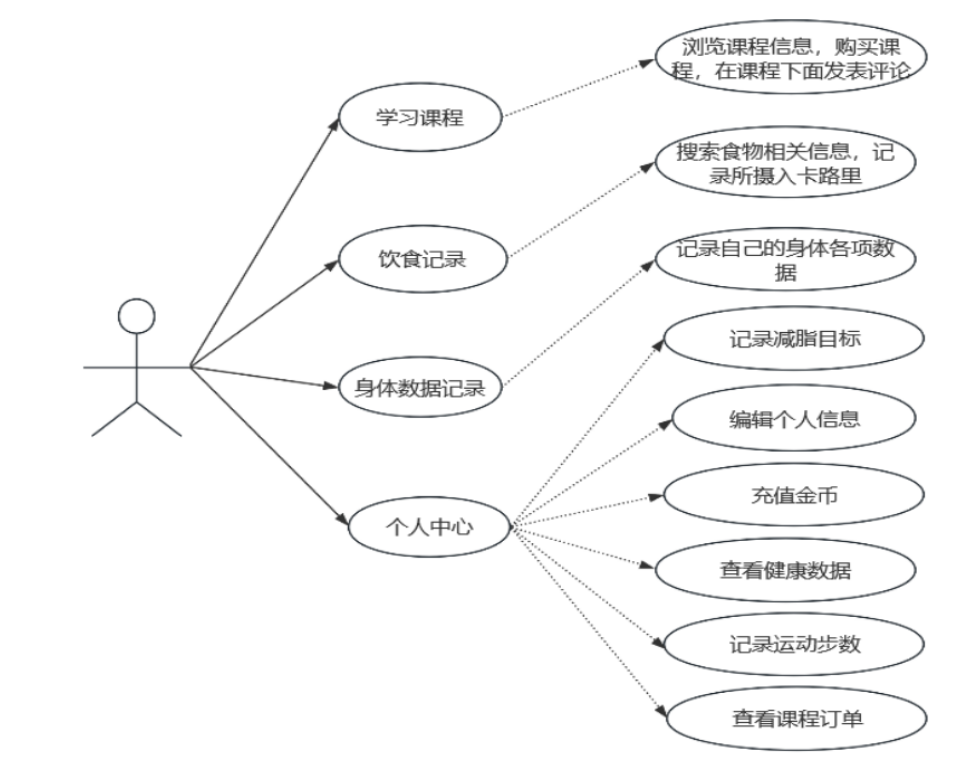 浏览课程信息，购买课
程，在课程下面发表评论
学习课程
搜索食物相关信息，记
录所摄入卡路里
饮食记录
记录自己的身体各项数
据
记录减脂目标
身体数据记录
编辑个人信息
充值金币
个人中心
查看健康数据
记录运动步数
查看课程订单